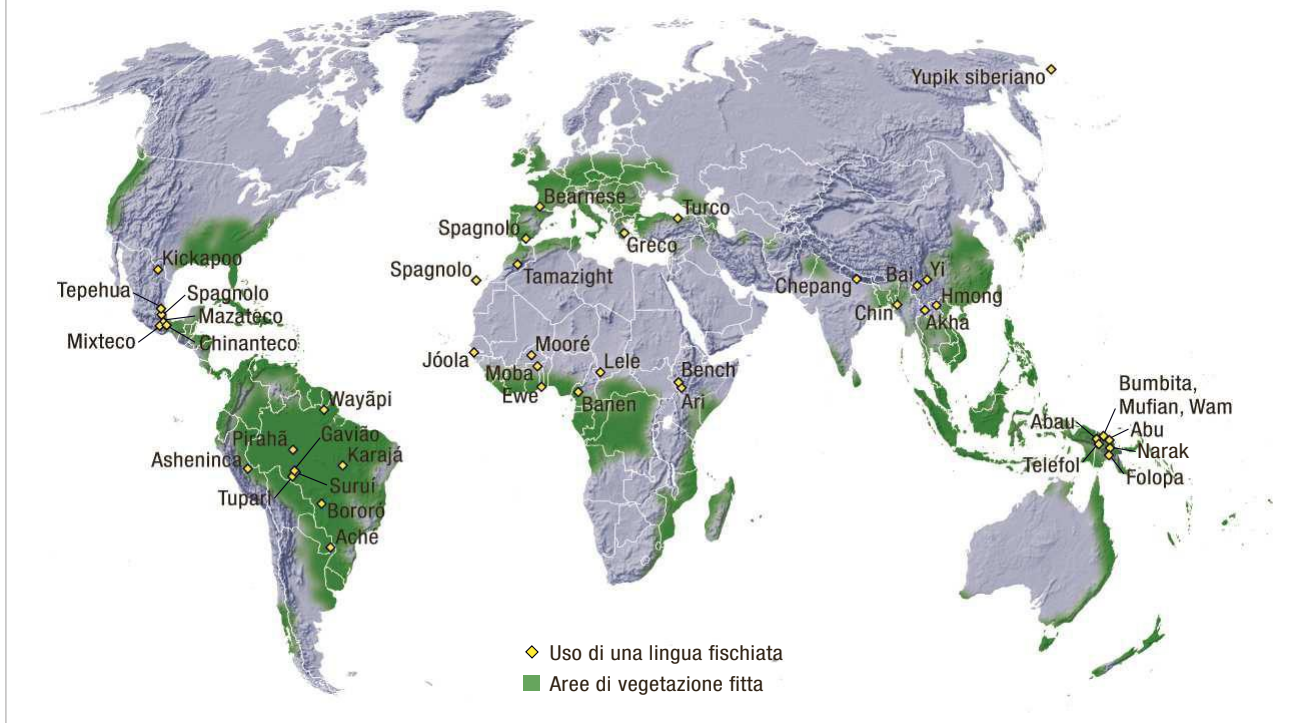 Yupik siberiano
Bearnese
Turco
Spagnolo
Greco
Kickapoo
Spagnolo
Tamazight
Chepang
Bai
Yi
Tepehua
Spagnolo
Hmong
Mazateco
Chin
Akha
Mixteco
Chinanteco
Jóola
Mooré
Lele
Moba
Bench
Ewe
Banen
Ari
Bumbita,
Mufian, Wam
Wayãpi
Abau
Abu
Gavião
Pirahã
Narak
Asheninca
Karajá
Telefol
Folopa
Surui
Tupari
Bororó
Aché
Uso di una lingua fischiata
Aree di vegetazione fitta